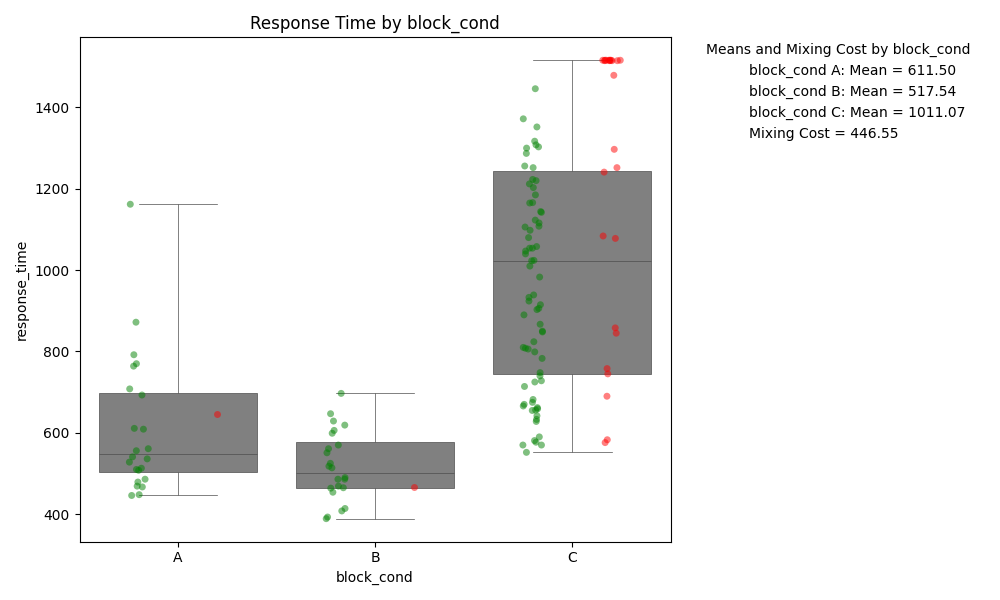 Response Time by block_cond
Means and Mixing Cost by block_cond
block_cond A: Mean = 611.50
block_cond B: Mean = 517.54
block_cond C: Mean = 1011.07
Mixing Cost = 446.55
response_time
1400
1200
1000
800
600
400
A
B
C
block_cond